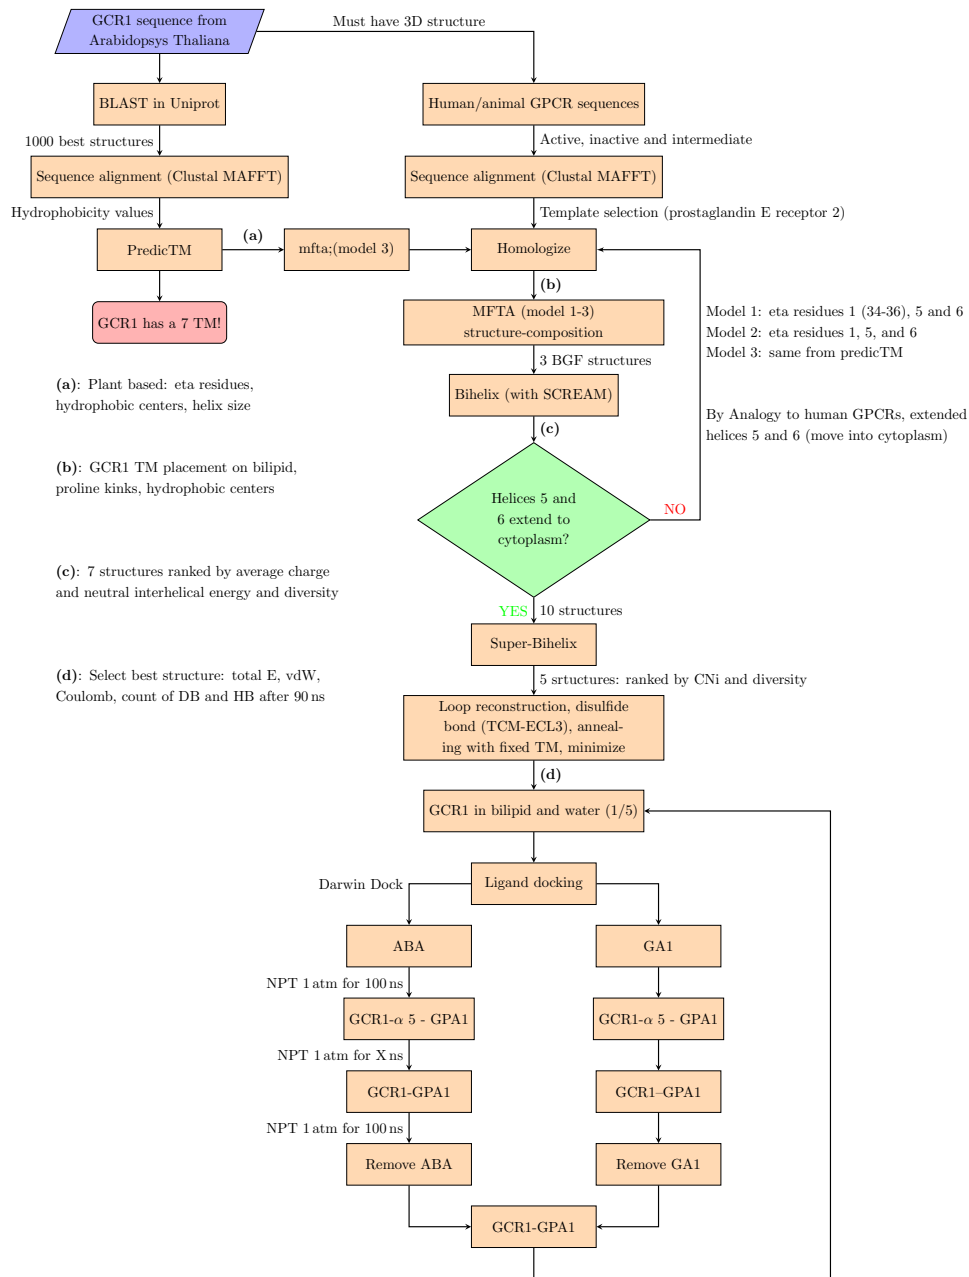 GCR1 sequence from
Arabidopsys Thaliana
Must have 3D structure
BLAST in Uniprot
Human/animal GPCR sequences
1000 best structures
Active, inactive and intermediate
Sequence alignment (Clustal MAFFT)
Sequence alignment (Clustal MAFFT)
Hydrophobicity values
Template selection (prostaglandin E receptor 2)
PredicTM
(a)
mfta;(model 3)
Homologize
(b)
GCR1 has a 7 TM!
MFTA (model 1-3)
structure-composition
Model 1: eta residues 1 (34-36), 5 and 6
Model 2: eta residues 1, 5, and 6
Model 3: same from predicTM
3 BGF structures
(a): Plant based: eta residues,
hydrophobic centers, helix size
Bihelix (with SCREAM)
By Analogy to human GPCRs, extended
helices 5 and 6 (move into cytoplasm)
(c)
(b): GCR1 TM placement on bilipid,
proline kinks, hydrophobic centers
Helices 5 and
6 extend to
cytoplasm?
NO
(c): 7 structures ranked by average charge
and neutral interhelical energy and diversity
YES
10 structures
Super-Bihelix
(d): Select best structure: total E, vdW,
Coulomb, count of DB and HB after 90 ns
5 srtuctures: ranked by CNi and diversity
Loop reconstruction, disulfide
bond (TCM-ECL3), anneal-
ing with fixed TM, minimize
(d)
GCR1 in bilipid and water (1/5)
Ligand docking
Darwin Dock
ABA
GA1
NPT 1 atm for 100 ns
GCR1-α 5 - GPA1
GCR1-α 5 - GPA1
NPT 1 atm for X ns
GCR1-GPA1
GCR1–GPA1
NPT 1 atm for 100 ns
Remove ABA
Remove GA1
GCR1-GPA1